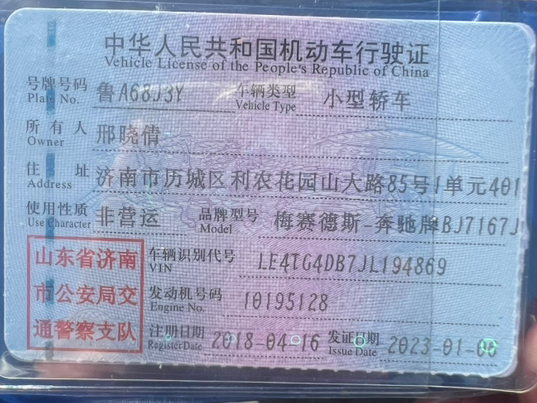 中华人民共和国机动车行驶证
Vehicle License of the People's Republic of China
号牌号码 鲁A68J3Y 车辆类型 小型轿车
Plate No. Vehicle Type
所有人 邢晓倩
Owner
住址 济南市历城区利农花园山大路85号1单元401
Address
使用性质 非营运 品牌型号 梅赛德斯-奔驰牌BJ7167J
Use Character Model
山东省济南
市公安局交
通警察支队
车辆识别代号 LE4TG4DB7JL194869
VIN
发动机号码 10195128
Engine No.
注册日期 2018-04-16 发证日期 2023-01-06
Register Date Issue Date